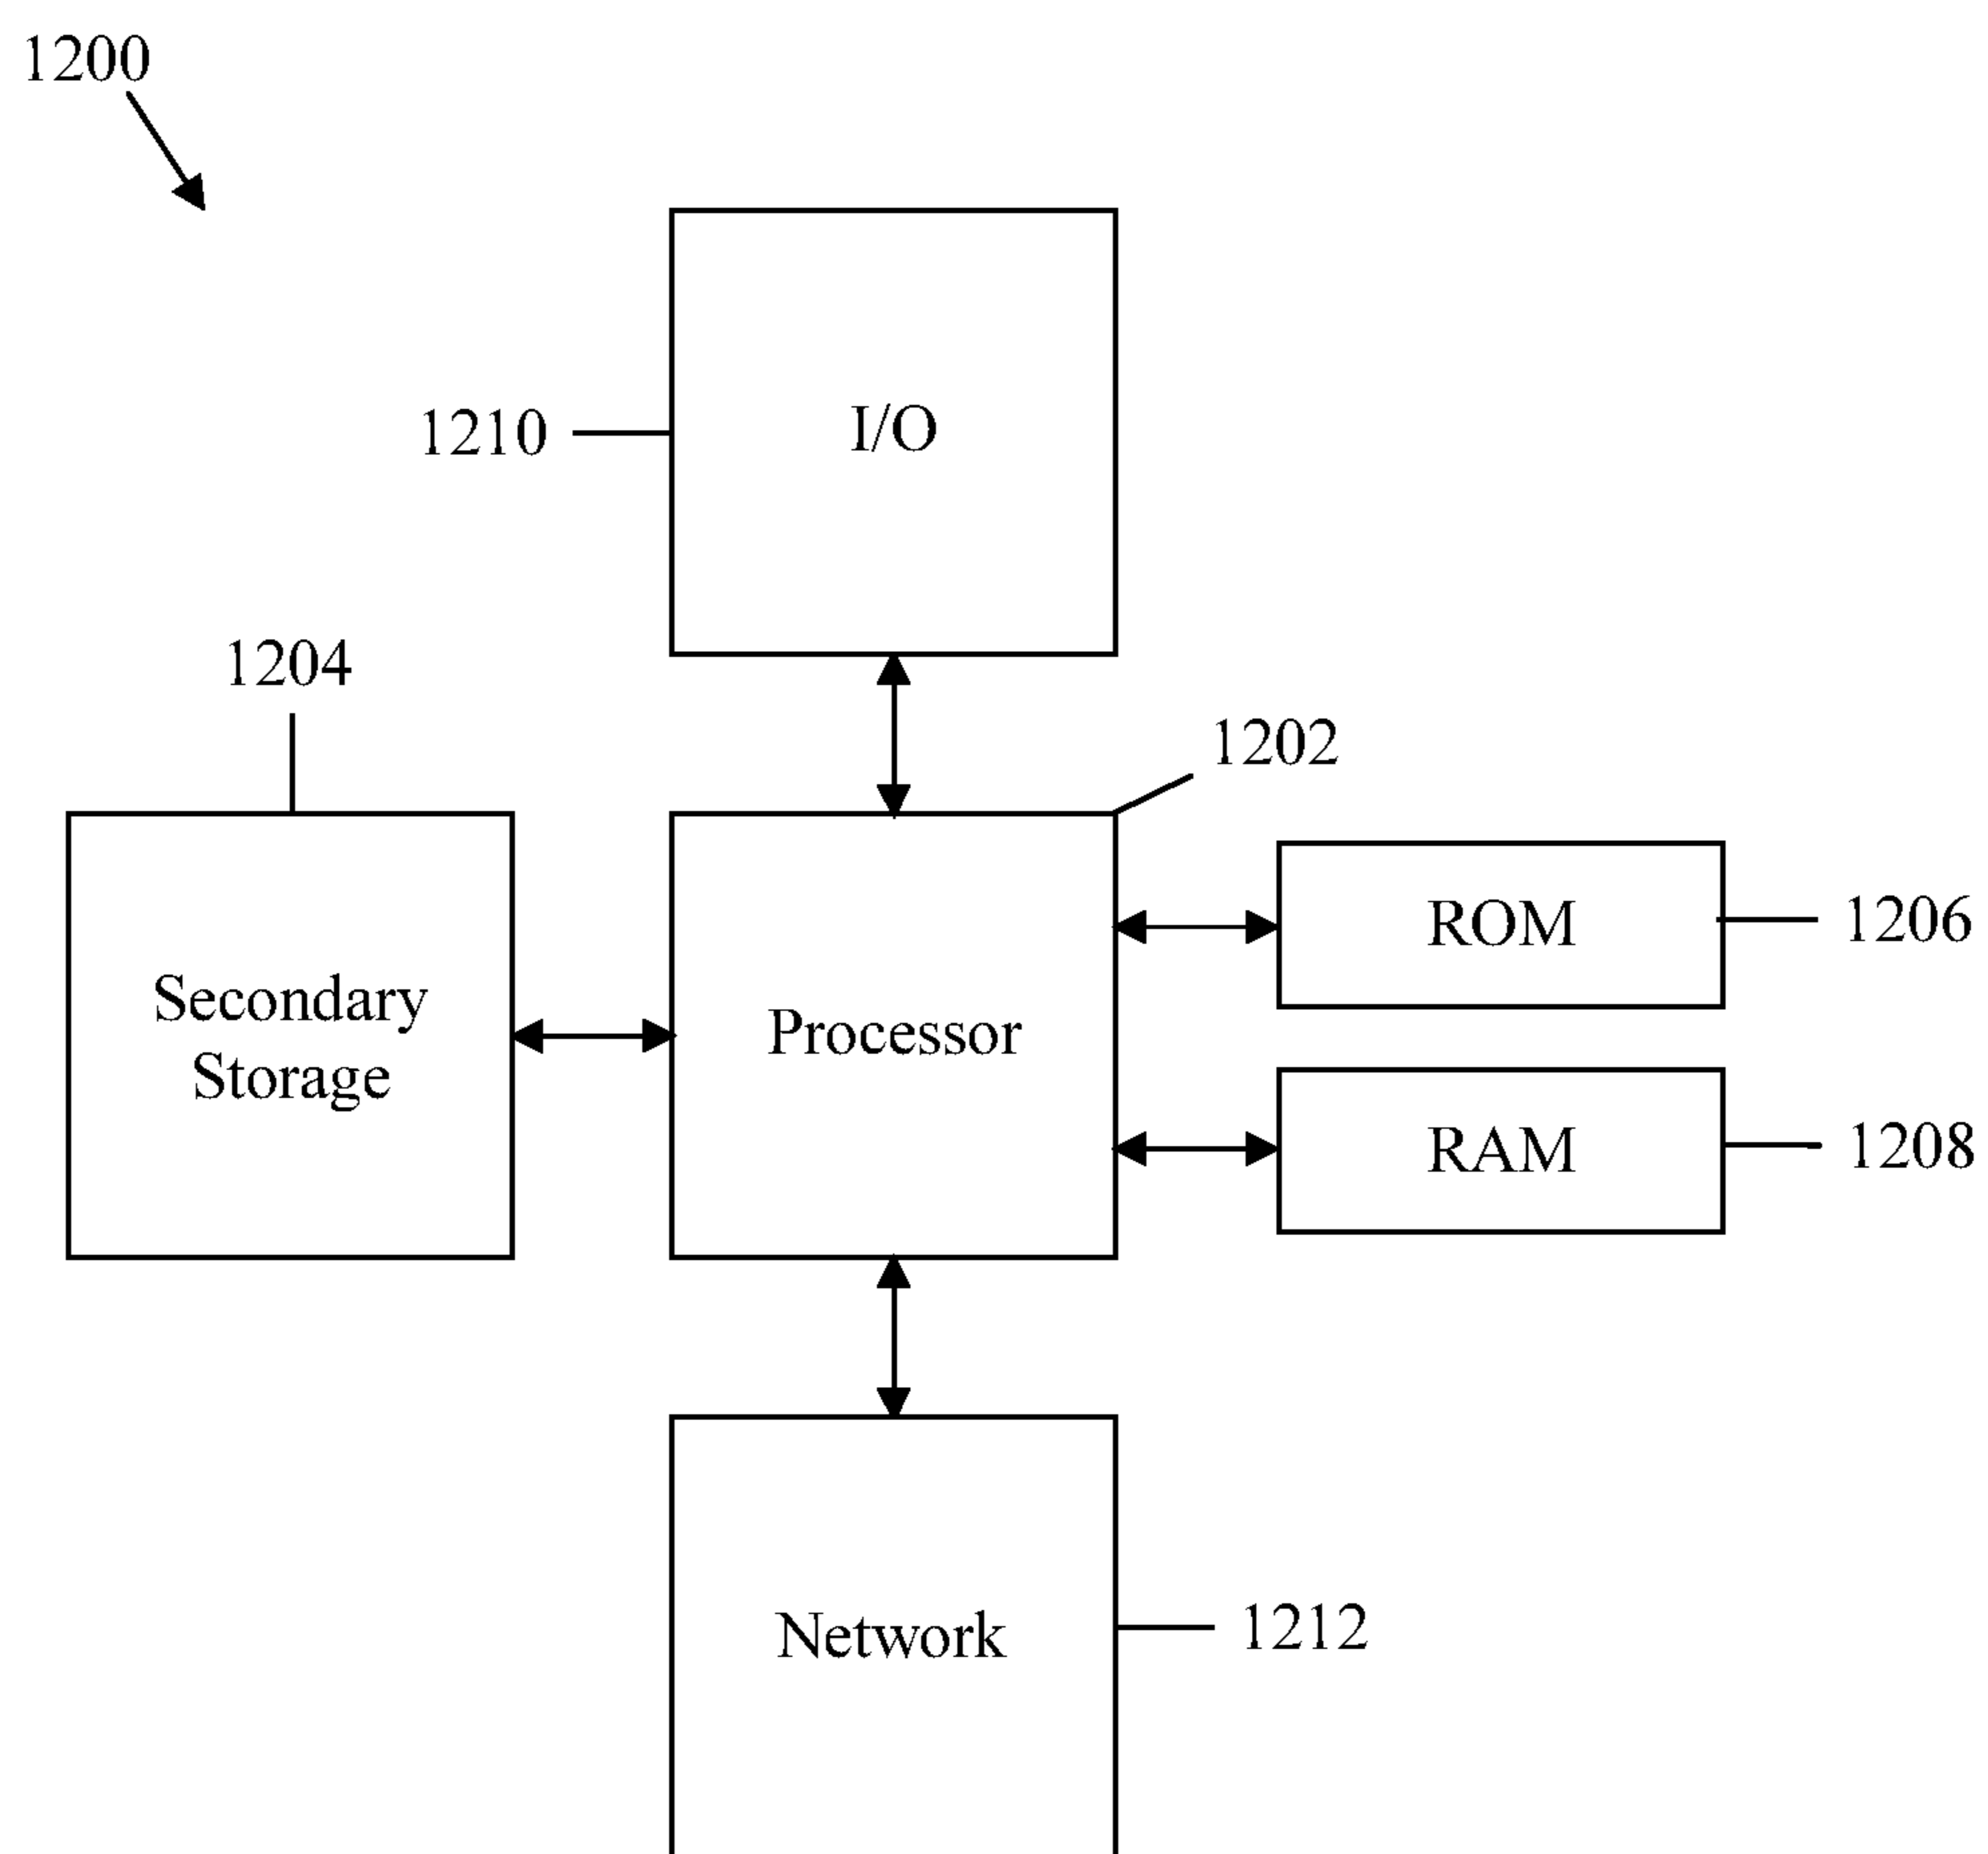 1200
I/O
1210
1204
1202
ROM
1206
Secondary
Storage
Processor
RAM
1208
Network
1212